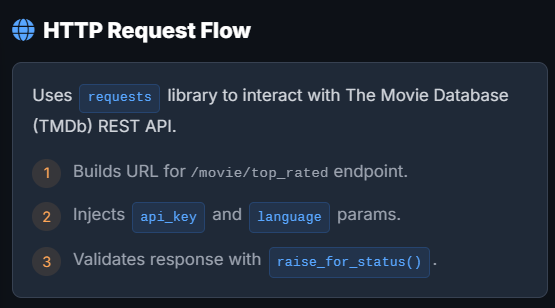 HTTP Request Flow
Uses requests library to interact with The Movie Database
(TMDb) REST API.
1 Builds URL for /movie/top_rated endpoint.
2 Injects api_key and language params.
3 Validates response with raise_for_status() .